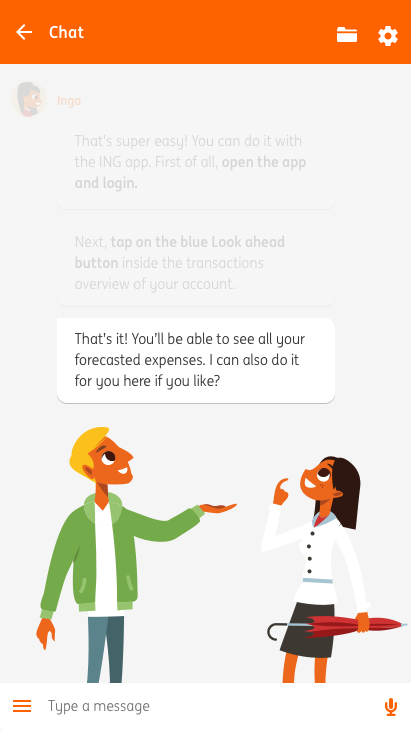 Chat
Ingo
That's super easy! You can do it with
the ING app. First of all, open the app
and login.
Next, tap on the blue Look ahead
button inside the transactions
overview of your account.
That's it! You'll be able to see all your
forecasted expenses. I can also do it
for you here if you like?
Type a message